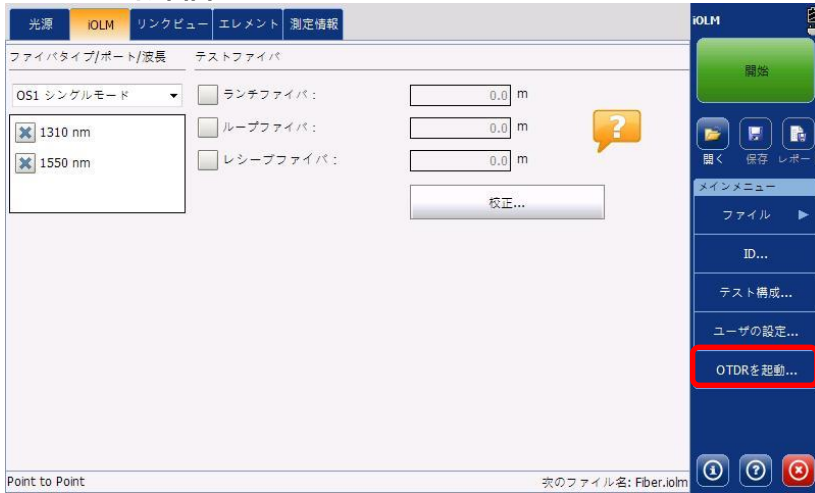 光源 iOLM リンクビュー エレメント 測定情報
iOLM
ファイバタイプ/ポート/波長 テストファイバ
開始
OS1 シングルモード
ランチファイバ: 0.0 m
1310 nm
ループファイバ: 0.0 m
?
1550 nm
レシーブファイバ: 0.0 m
開く 保存 レポー
校正...
メインメニュー
ファイル
ID...
テスト構成...
ユーザの設定...
OTDRを起動...
Point to Point
次のファイル名: Fiber.iolm